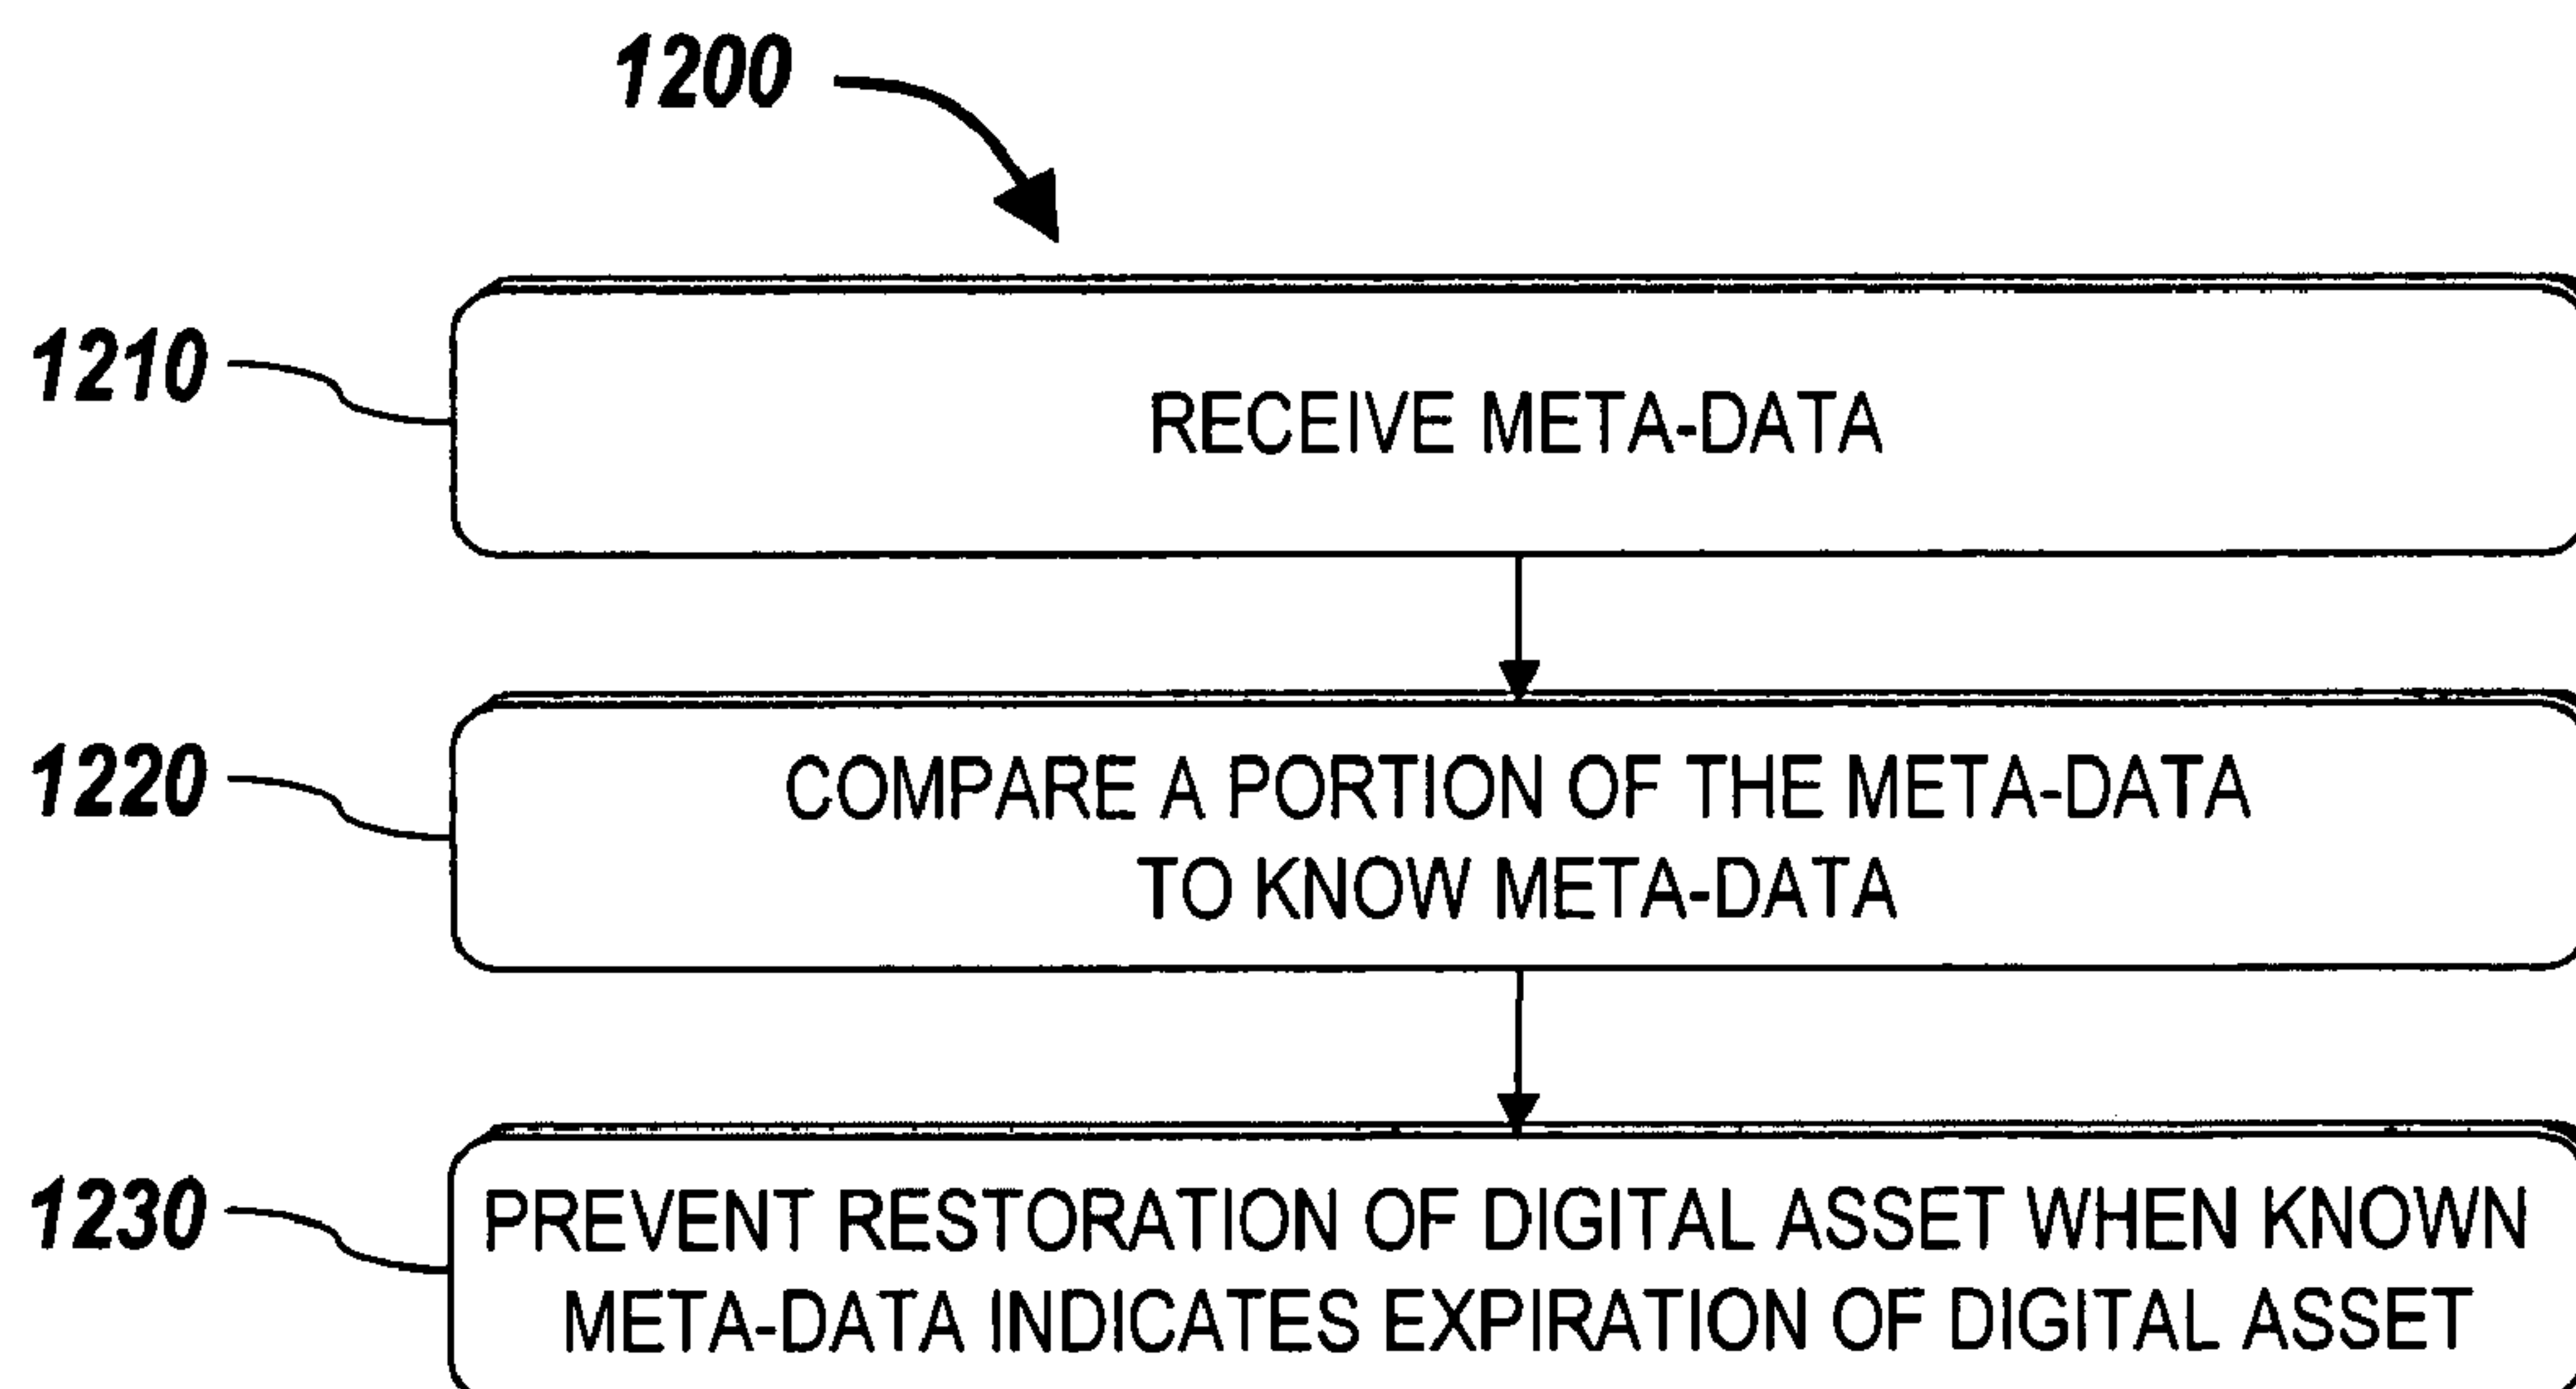 1200
1210
RECEIVE META-DATA
1220
COMPARE A PORTION OF THE META-DATA
TO KNOW META-DATA
1230
PREVENT RESTORATION OF DIGITAL ASSET WHEN KNOWN
META-DATA INDICATES EXPIRATION OF DIGITAL ASSET